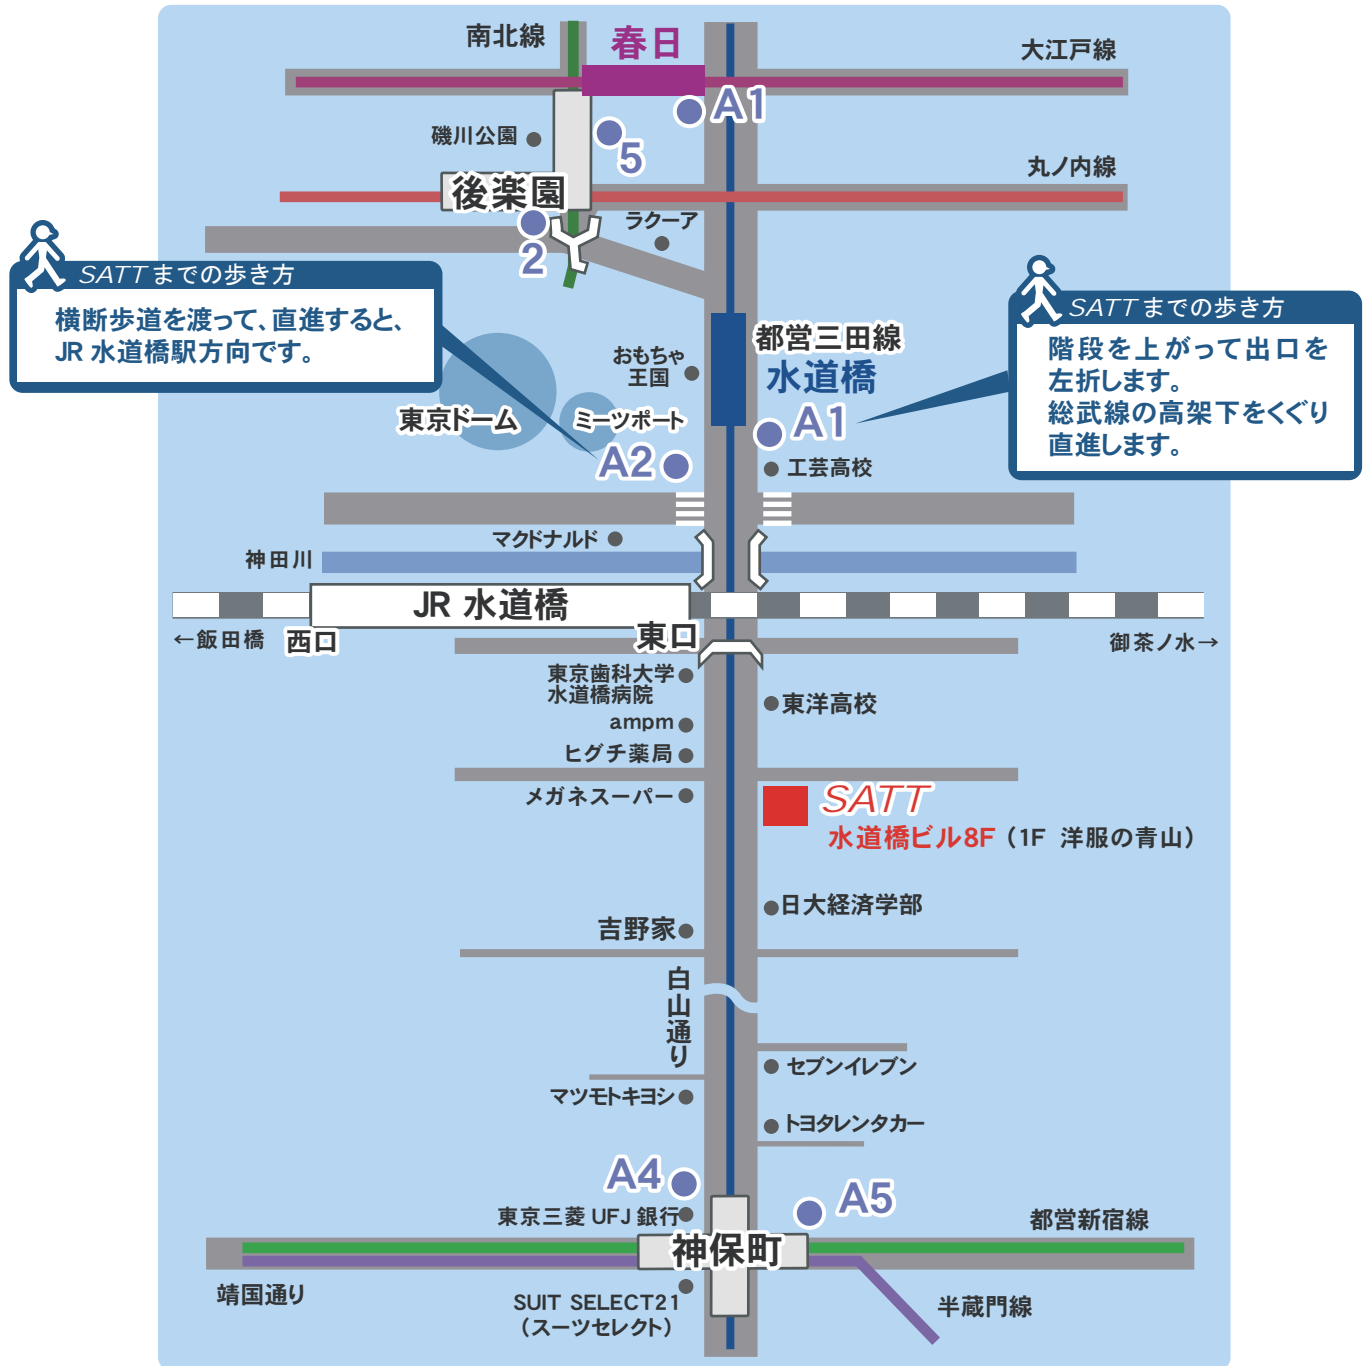 南北線
春日
大江戸線
A1
礒川公園
5
丸ノ内線
後楽園
ラクーア
2
SATTまでの歩き方
横断歩道を渡って、直進すると、
JR 水道橋駅方向です。
SATTまでの歩き方
階段を上がって出口を
左折します。
総武線の高架下をくぐり
直進します。
都営三田線
水道橋
おもちゃ
王国
東京ドーム
ミーツポート
A1
A2
工芸高校
マクドナルド
神田川
JR 水道橋
←飯田橋
西口
東口
御茶ノ水→
東京歯科大学
水道橋病院
東洋高校
ampm
ヒグチ薬局
メガネスーパー
SATT
水道橋ビル8F（1F 洋服の青山）
日大経済学部
吉野家
白山通り
セブンイレブン
マツモトキヨシ
トヨタレンタカー
A4
A5
東京三菱 UFJ 銀行
都営新宿線
神保町
靖国通り
SUIT SELECT21
（スーツセレクト）
半蔵門線